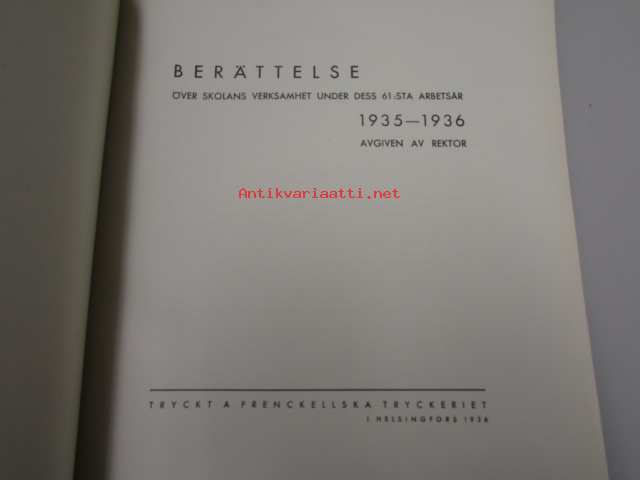 BERÄTTELSE
ÖVER SKOLANS VERKSAMHET UNDER DESS 61:STA ARBETSÅR
1935—1936
AVGIVEN AV REKTOR
Antikvariaatti.net
TRYCKT Å FRENCKELLSKA TRYCKERIET
I HELSINGFORS 1936